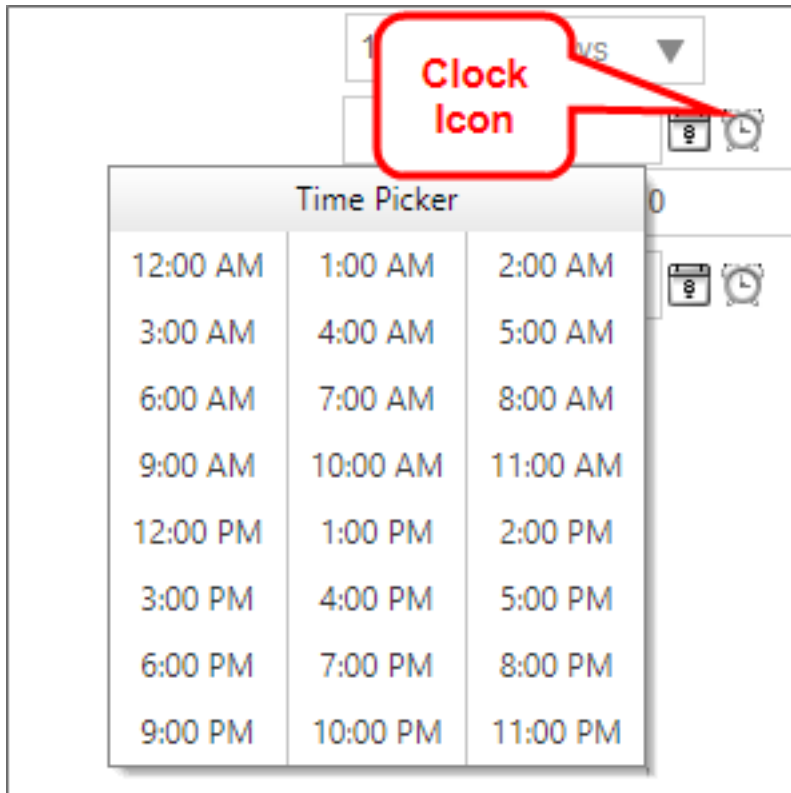 Clock
Icon
Time Picker
0
12:00 AM 1:00 AM 2:00 AM
3:00 AM 4:00 AM 5:00 AM
6:00 AM 7:00 AM 8:00 AM
9:00 AM 10:00 AM 11:00 AM
12:00 PM 1:00 PM 2:00 PM
3:00 PM 4:00 PM 5:00 PM
6:00 PM 7:00 PM 8:00 PM
9:00 PM 10:00 PM 11:00 PM